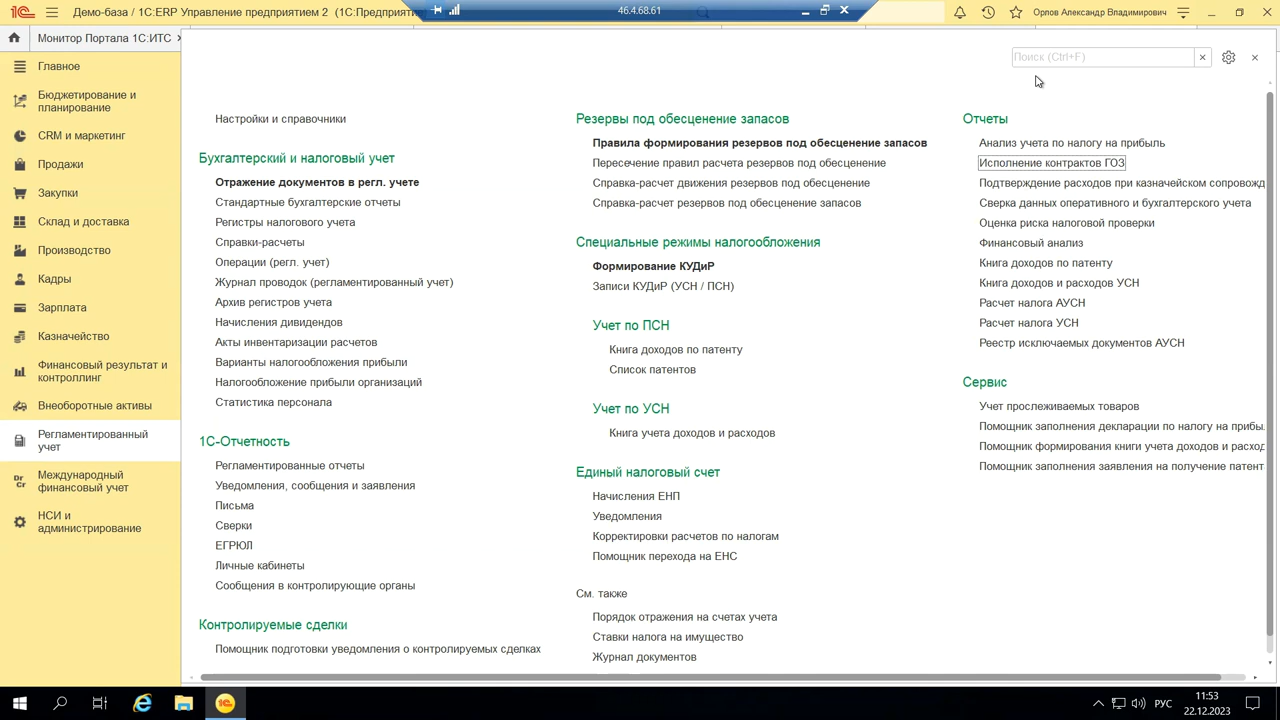 Демо-база / 1С:ERP Управление предприятием 2 (1С:Предприятие
46.4.68.61
Орлов Александр Владимирович
Монитор Портала 1С:ИТС
Главное
Бюджетирование и
планирование
CRM и маркетинг
Продажи
Закупки
Склад и доставка
Производство
Кадры
Зарплата
Казначейство
Финансовый результат и
контроллинг
Внеоборотные активы
Регламентированный
учет
Международный
финансовый учет
НСИ и
администрирование
Поиск (Ctrl+F)
Настройки и справочники
Бухгалтерский и налоговый учет
Отражение документов в регл. учете
Стандартные бухгалтерские отчеты
Регистры налогового учета
Справки-расчеты
Операции (регл. учет)
Журнал проводок (регламентированный учет)
Архив регистров учета
Начисления дивидендов
Акты инвентаризации расчетов
Варианты налогообложения прибыли
Налогообложение прибыли организаций
Статистика персонала
1С-Отчетность
Регламентированные отчеты
Уведомления, сообщения и заявления
Письма
Сверки
ЕГРЮЛ
Личные кабинеты
Сообщения в контролирующие органы
Контролируемые сделки
Помощник подготовки уведомления о контролируемых сделках
Резервы под обесценение запасов
Правила формирования резервов под обесценение запасов
Пересечение правил расчета резервов под обесценение
Справка-расчет движения резервов под обесценение
Справка-расчет резервов под обесценение запасов
Специальные режимы налогообложения
Формирование КУДиР
Записи КУДиР (УСН / ПСН)
Учет по ПСН
Книга доходов по патенту
Список патентов
Учет по УСН
Книга учета доходов и расходов
Единый налоговый счет
Начисления ЕНП
Уведомления
Корректировки расчетов по налогам
Помощник перехода на ЕНС
См. также
Порядок отражения на счетах учета
Ставки налога на имущество
Журнал документов
Отчеты
Анализ учета по налогу на прибыль
Исполнение контрактов ГОЗ
Подтверждение расходов при казначейском сопровожд
Сверка данных оперативного и бухгалтерского учета
Оценка риска налоговой проверки
Финансовый анализ
Книга доходов по патенту
Книга доходов и расходов УСН
Расчет налога АУСН
Расчет налога УСН
Реестр исключаемых документов АУСН
Сервис
Учет прослеживаемых товаров
Помощник заполнения декларации по налогу на прибы
Помощник формирования книги учета доходов и расход
Помощник заполнения заявления на получение патент
РУС
11:53
22.12.2023